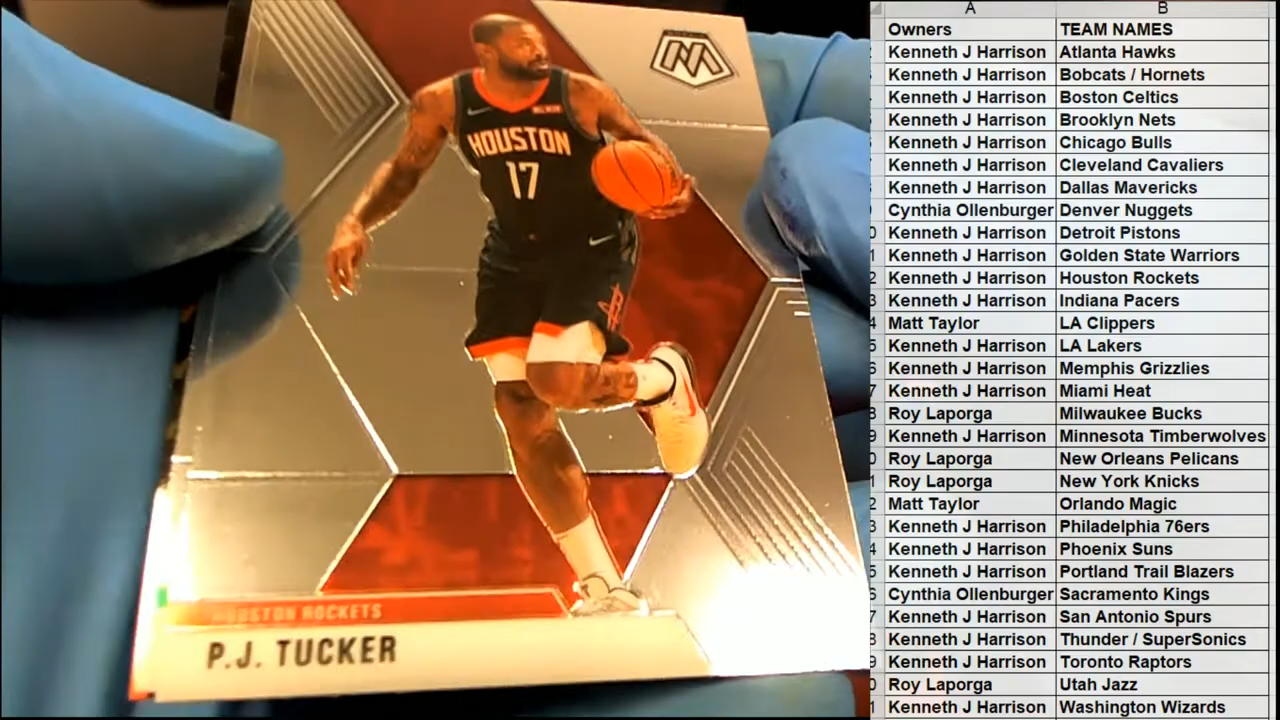 HOUSTON
17
HOUSTON ROCKETS
P.J. TUCKER
A B
Owners TEAM NAMES
Kenneth J Harrison Atlanta Hawks
Kenneth J Harrison Bobcats / Hornets
Kenneth J Harrison Boston Celtics
Kenneth J Harrison Brooklyn Nets
Kenneth J Harrison Chicago Bulls
Kenneth J Harrison Cleveland Cavaliers
Kenneth J Harrison Dallas Mavericks
Cynthia Ollenburger Denver Nuggets
Kenneth J Harrison Detroit Pistons
Kenneth J Harrison Golden State Warriors
Kenneth J Harrison Houston Rockets
Kenneth J Harrison Indiana Pacers
Matt Taylor LA Clippers
Kenneth J Harrison LA Lakers
Kenneth J Harrison Memphis Grizzlies
Kenneth J Harrison Miami Heat
Roy Laporga Milwaukee Bucks
Kenneth J Harrison Minnesota Timberwolves
Roy Laporga New Orleans Pelicans
Roy Laporga New York Knicks
Matt Taylor Orlando Magic
Kenneth J Harrison Philadelphia 76ers
Kenneth J Harrison Phoenix Suns
Kenneth J Harrison Portland Trail Blazers
Cynthia Ollenburger Sacramento Kings
Kenneth J Harrison San Antonio Spurs
Kenneth J Harrison Thunder / SuperSonics
Kenneth J Harrison Toronto Raptors
Roy Laporga Utah Jazz
Kenneth J Harrison Washington Wizards